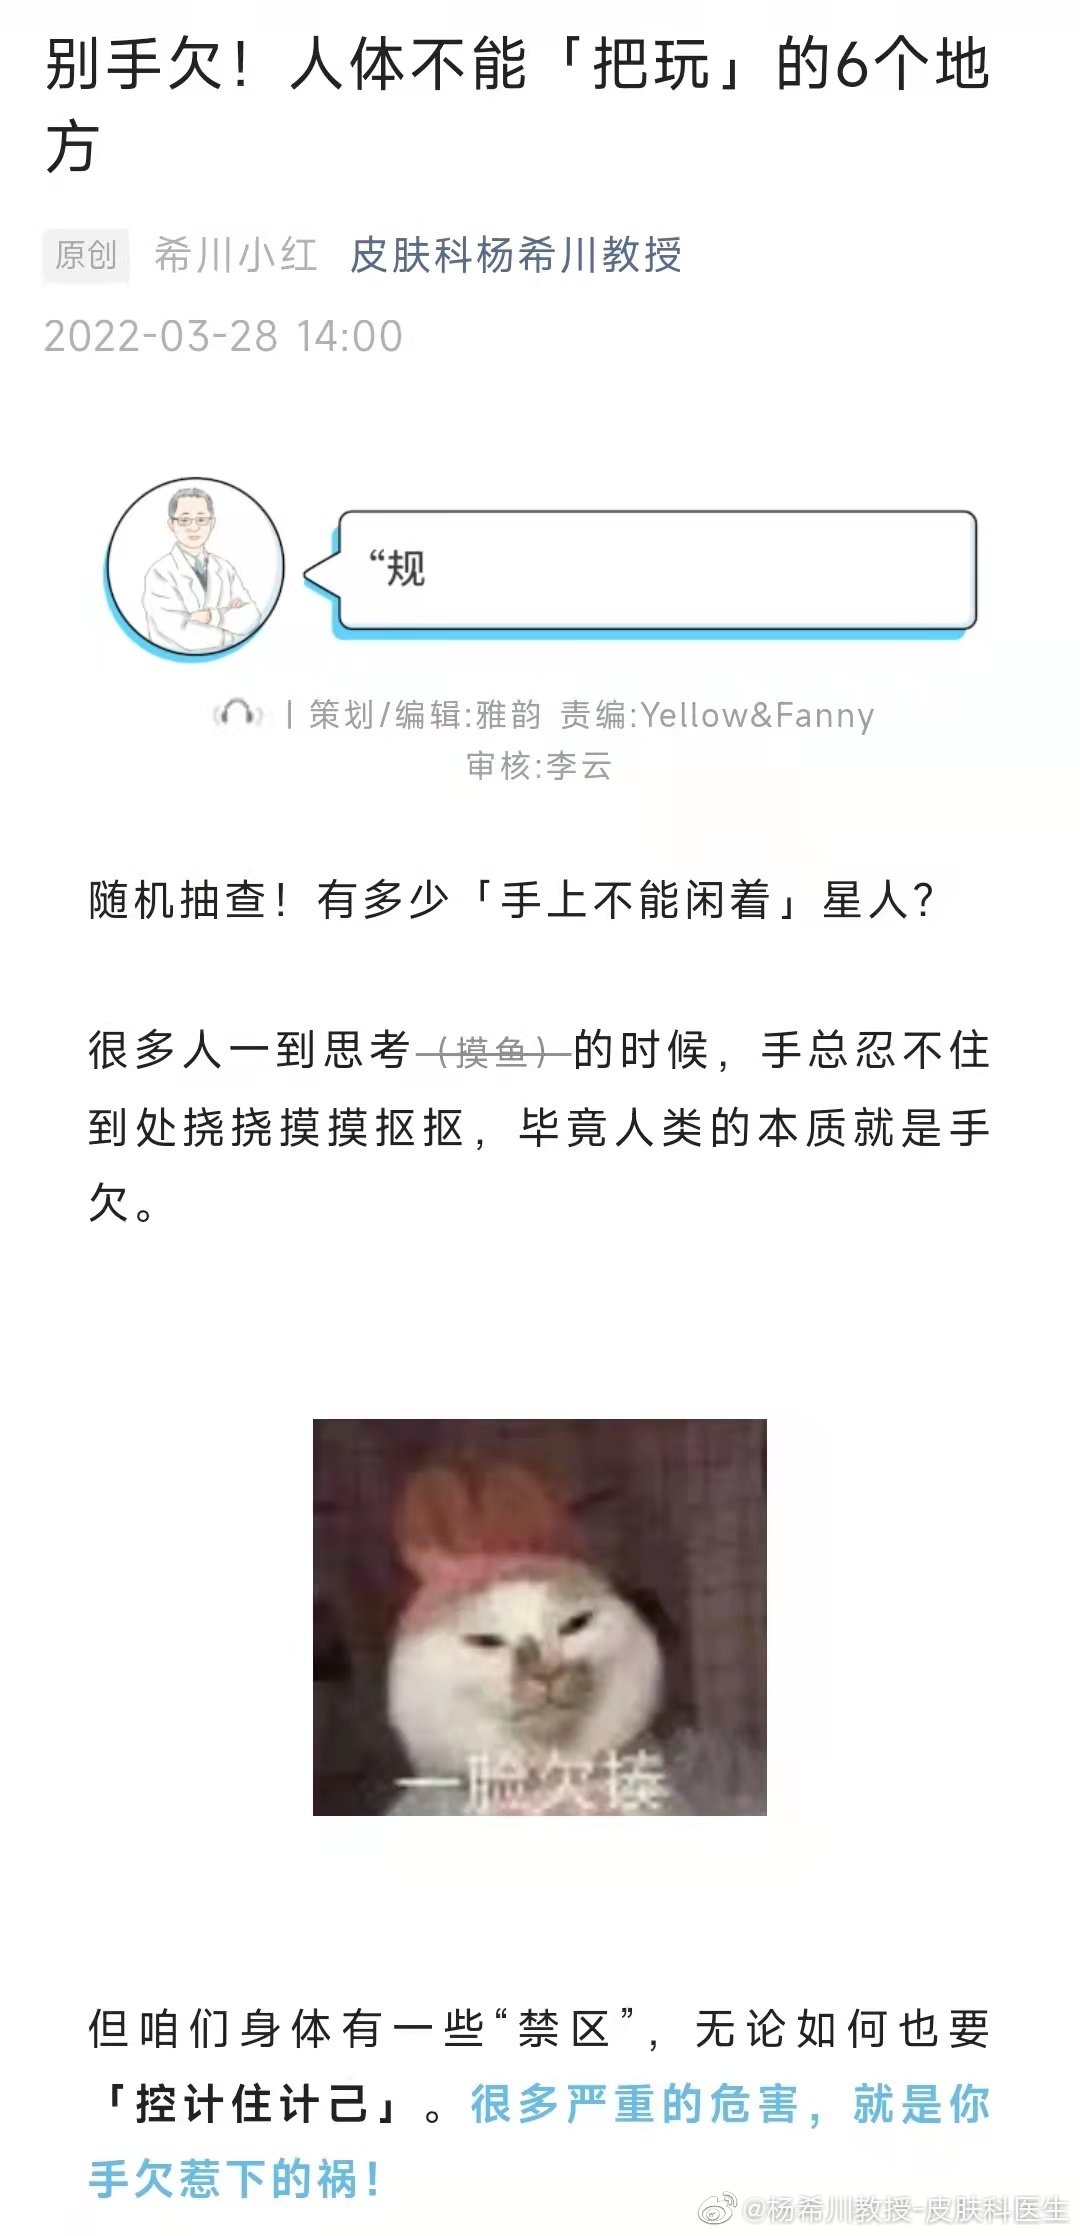 别手欠！人体不能「把玩」的6个地
方
原创 希川小红 皮肤科杨希川教授
2022-03-28 14:00
“规
丨策划/编辑:雅韵 责编:Yellow&Fanny
审核:李云
随机抽查！有多少「手上不能闲着」星人？
很多人一到思考（摸鱼）的时候，手总忍不住
到处挠挠摸摸抠抠，毕竟人类的本质就是手
欠。
一脸欠揍
但咱们身体有一些“禁区”，无论如何也要
「控计住计己」。很多严重的危害，就是你
手欠惹下的祸！
@杨希川教授-皮肤科医生